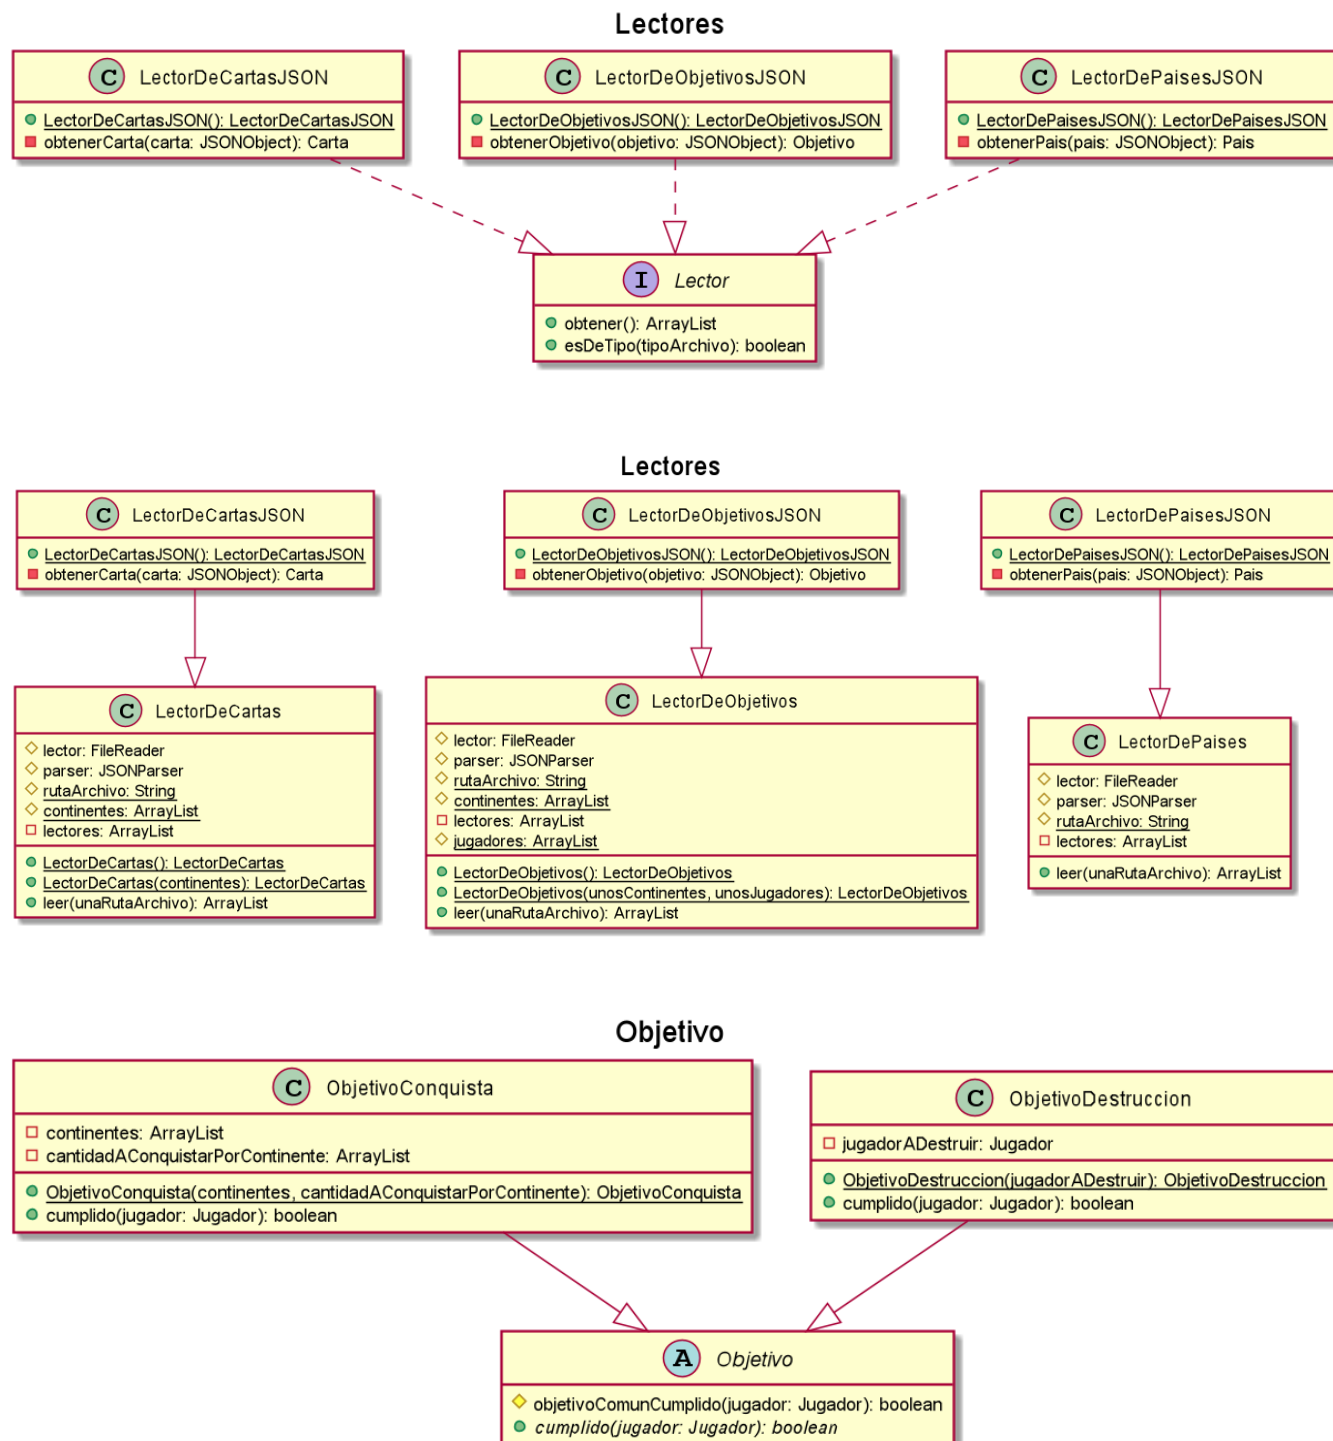 Lectores
C LectorDeCartasJSON
LectorDeCartasJSON(): LectorDeCartasJSON
obtenerCarta(carta: JSONObject): Carta
C LectorDeObjetivosJSON
LectorDeObjetivosJSON(): LectorDeObjetivosJSON
obtenerObjetivo(objetivo: JSONObject): Objetivo
C LectorDePaisesJSON
LectorDePaisesJSON(): LectorDePaisesJSON
obtenerPais(pais: JSONObject): Pais
I Lector
obtener(): ArrayList
esDeTipo(tipoArchivo): boolean
Lectores
C LectorDeCartasJSON
LectorDeCartasJSON(): LectorDeCartasJSON
obtenerCarta(carta: JSONObject): Carta
C LectorDeObjetivosJSON
LectorDeObjetivosJSON(): LectorDeObjetivosJSON
obtenerObjetivo(objetivo: JSONObject): Objetivo
C LectorDePaisesJSON
LectorDePaisesJSON(): LectorDePaisesJSON
obtenerPais(pais: JSONObject): Pais
C LectorDeCartas
lector: FileReader
parser: JSONParser
rutaArchivo: String
continentes: ArrayList
lectores: ArrayList
LectorDeCartas(): LectorDeCartas
LectorDeCartas(continentes): LectorDeCartas
leer(unaRutaArchivo): ArrayList
C LectorDeObjetivos
lector: FileReader
parser: JSONParser
rutaArchivo: String
continentes: ArrayList
lectores: ArrayList
jugadores: ArrayList
LectorDeObjetivos(): LectorDeObjetivos
LectorDeObjetivos(unosContinentes, unosJugadores): LectorDeObjetivos
leer(unaRutaArchivo): ArrayList
C LectorDePaises
lector: FileReader
parser: JSONParser
rutaArchivo: String
lectores: ArrayList
leer(unaRutaArchivo): ArrayList
Objetivo
C ObjetivoConquista
continentes: ArrayList
cantidadAConquistarPorContinente: ArrayList
ObjetivoConquista(continentes, cantidadAConquistarPorContinente): ObjetivoConquista
cumplido(jugador: Jugador): boolean
C ObjetivoDestruccion
jugadorADestruir: Jugador
ObjetivoDestruccion(jugadorADestruir): ObjetivoDestruccion
cumplido(jugador: Jugador): boolean
A Objetivo
objetivoComunCumplido(jugador: Jugador): boolean
cumplido(jugador: Jugador): boolean